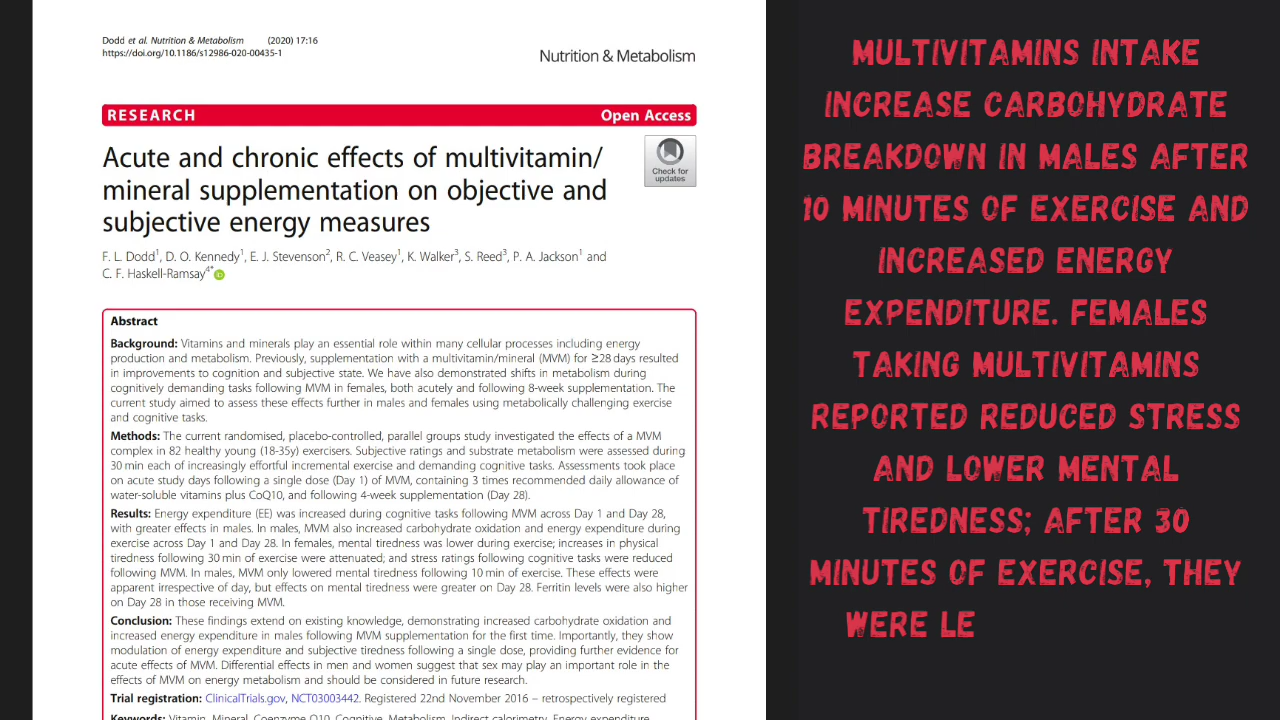 Dodd et al. Nutrition & Metabolism (2020) 17:16
https://doi.org/10.1186/s12986-020-00435-1
Nutrition & Metabolism
RESEARCH Open Access
Check for
updates
Acute and chronic effects of multivitamin/
mineral supplementation on objective and
subjective energy measures
F. L. Dodd1, D. O. Kennedy1, E. J. Stevenson2, R. C. Veasey1, K. Walker3, S. Reed3, P. A. Jackson1 and
C. F. Haskell-Ramsay4*
Abstract
Background: Vitamins and minerals play an essential role within many cellular processes including energy
production and metabolism. Previously, supplementation with a multivitamin/mineral (MVM) for ≥28 days resulted
in improvements to cognition and subjective state. We have also demonstrated shifts in metabolism during
cognitively demanding tasks following MVM in females, both acutely and following 8-week supplementation. The
current study aimed to assess these effects further in males and females using metabolically challenging exercise
and cognitive tasks.
Methods: The current randomised, placebo-controlled, parallel groups study investigated the effects of a MVM
complex in 82 healthy young (18-35y) exercisers. Subjective ratings and substrate metabolism were assessed during
30 min each of increasingly effortful incremental exercise and demanding cognitive tasks. Assessments took place
on acute study days following a single dose (Day 1) of MVM, containing 3 times recommended daily allowance of
water-soluble vitamins plus CoQ10, and following 4-week supplementation (Day 28).
Results: Energy expenditure (EE) was increased during cognitive tasks following MVM across Day 1 and Day 28,
with greater effects in males. In males, MVM also increased carbohydrate oxidation and energy expenditure during
exercise across Day 1 and Day 28. In females, mental tiredness was lower during exercise; increases in physical
tiredness following 30 min of exercise were attenuated; and stress ratings following cognitive tasks were reduced
following MVM. In males, MVM only lowered mental tiredness following 10 min of exercise. These effects were
apparent irrespective of day, but effects on mental tiredness were greater on Day 28. Ferritin levels were also higher
on Day 28 in those receiving MVM.
Conclusion: These findings extend on existing knowledge, demonstrating increased carbohydrate oxidation and
increased energy expenditure in males following MVM supplementation for the first time. Importantly, they show
modulation of energy expenditure and subjective tiredness following a single dose, providing further evidence for
acute effects of MVM. Differential effects in men and women suggest that sex may play an important role in the
effects of MVM on energy metabolism and should be considered in future research.
Trial registration: ClinicalTrials.gov, NCT03003442. Registered 22nd November 2016 – retrospectively registered
Keywords: Vitamin, Mineral, Coenzyme Q10, Cognitive, Metabolism, Indirect calorimetry, Energy expenditure
MULTIVITAMINS INTAKE
INCREASE CARBOHYDRATE
BREAKDOWN IN MALES AFTER
10 MINUTES OF EXERCISE AND
INCREASED ENERGY
EXPENDITURE. FEMALES
TAKING MULTIVITAMINS
REPORTED REDUCED STRESS
AND LOWER MENTAL
TIREDNESS; AFTER 30
MINUTES OF EXERCISE, THEY
WERE LE